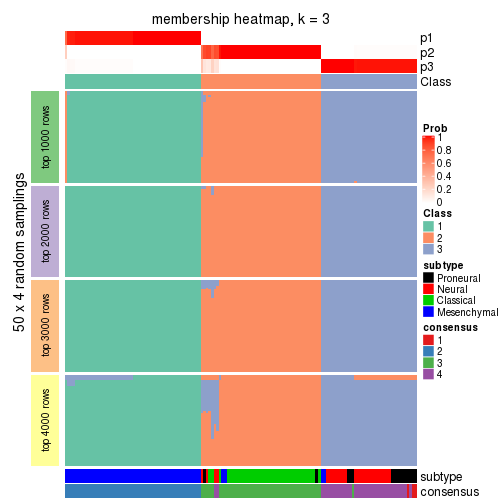 membership heatmap, k = 3
p1
p2
p3
Class
50 x 4 random samplings
top 1000 rows
top 2000 rows
top 3000 rows
top 4000 rows
Prob
1
0.8
0.6
0.4
0.2
0
Class
1
2
3
subtype
Proneural
Neural
Classical
Mesenchymal
consensus
1
2
3
4
subtype
consensus